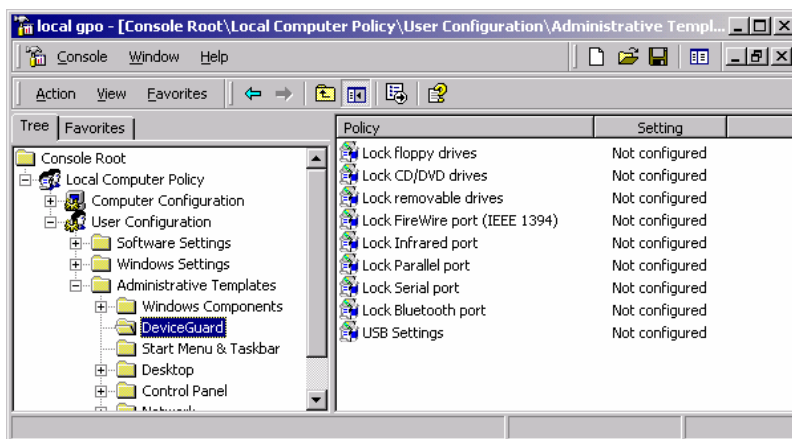 local gpo - [Console Root\Local Computer Policy\User Configuration\Administrative Templ...
Console Window Help
Action View Favorites
Tree Favorites
Policy Setting
Console Root
Local Computer Policy
Computer Configuration
User Configuration
Software Settings
Windows Settings
Administrative Templates
Windows Components
DeviceGuard
Start Menu & Taskbar
Desktop
Control Panel
Network
Lock floppy drives Not configured
Lock CD/DVD drives Not configured
Lock removable drives Not configured
Lock FireWire port (IEEE 1394) Not configured
Lock Infrared port Not configured
Lock Parallel port Not configured
Lock Serial port Not configured
Lock Bluetooth port Not configured
USB Settings Not configured